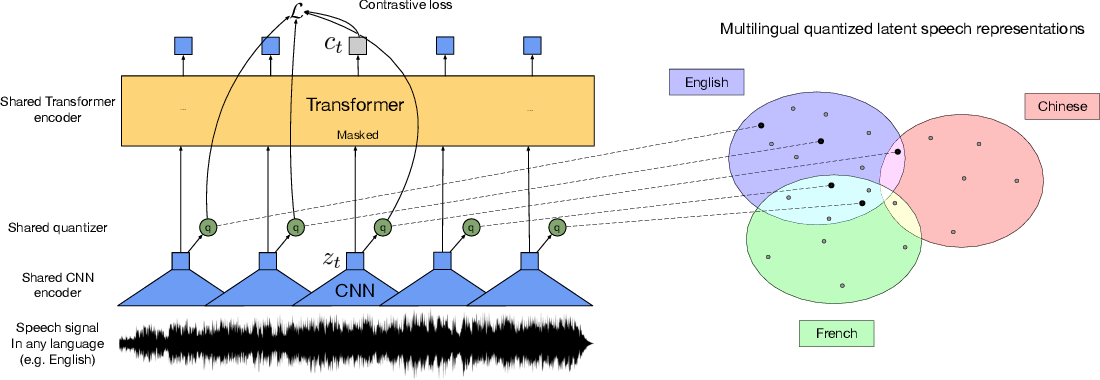 Contrastive loss
ℒ
c_t
Multilingual quantized latent speech representations
English
Chinese
Shared Transformer
encoder
Transformer
Masked
Shared quantizer
q
q
q
q
q
z_t
Shared CNN
encoder
CNN
Speech signal
In any language
(e.g. English)
French